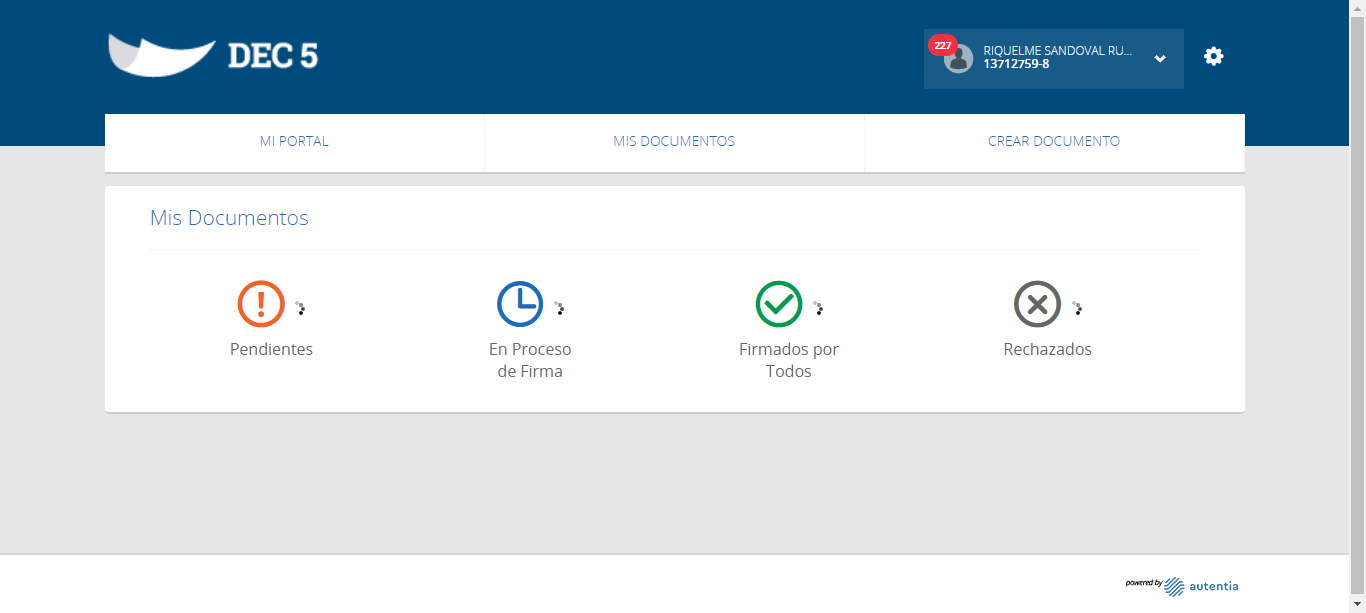 DEC 5
227
RIQUELME SANDOVAL RU...
13712759-8
MI PORTAL
MIS DOCUMENTOS
CREAR DOCUMENTO
Mis Documentos
Pendientes
En Proceso
de Firma
Firmados por
Todos
Rechazados
powered by autentia